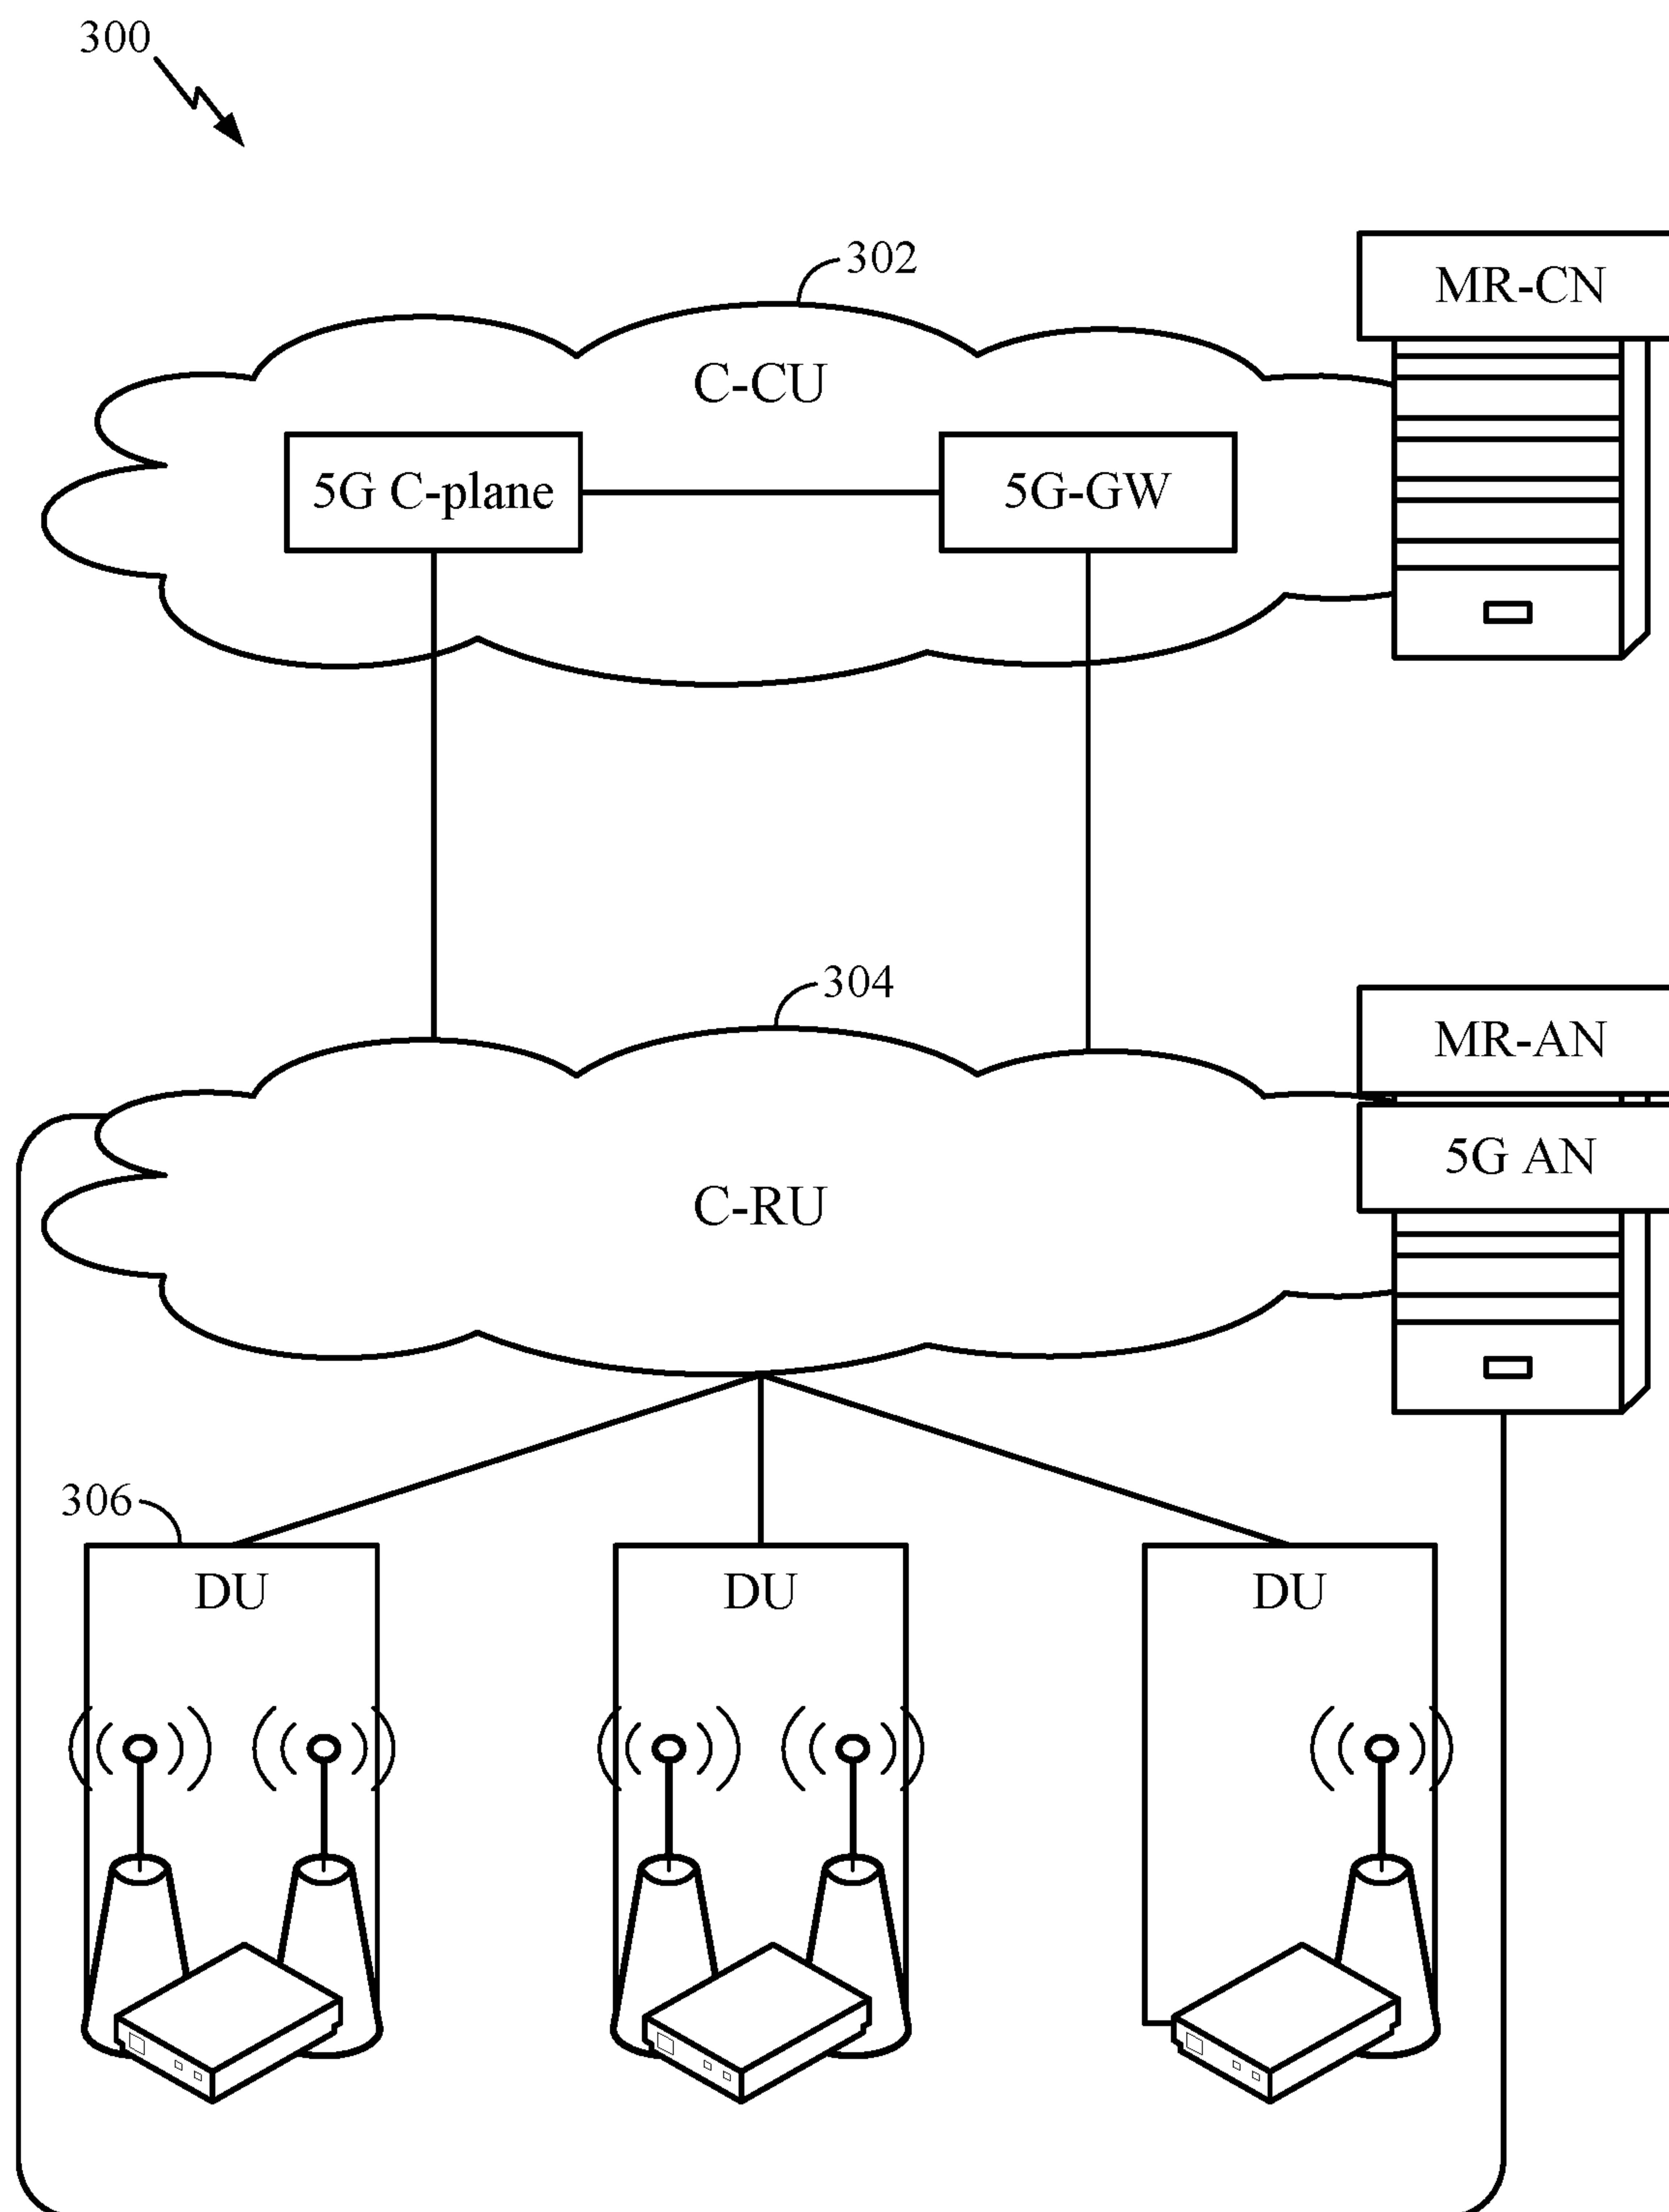 300
302
MR-CN
C-CU
5G C-plane
5G-GW
304
MR-AN
5G AN
C-RU
306
DU
DU
DU